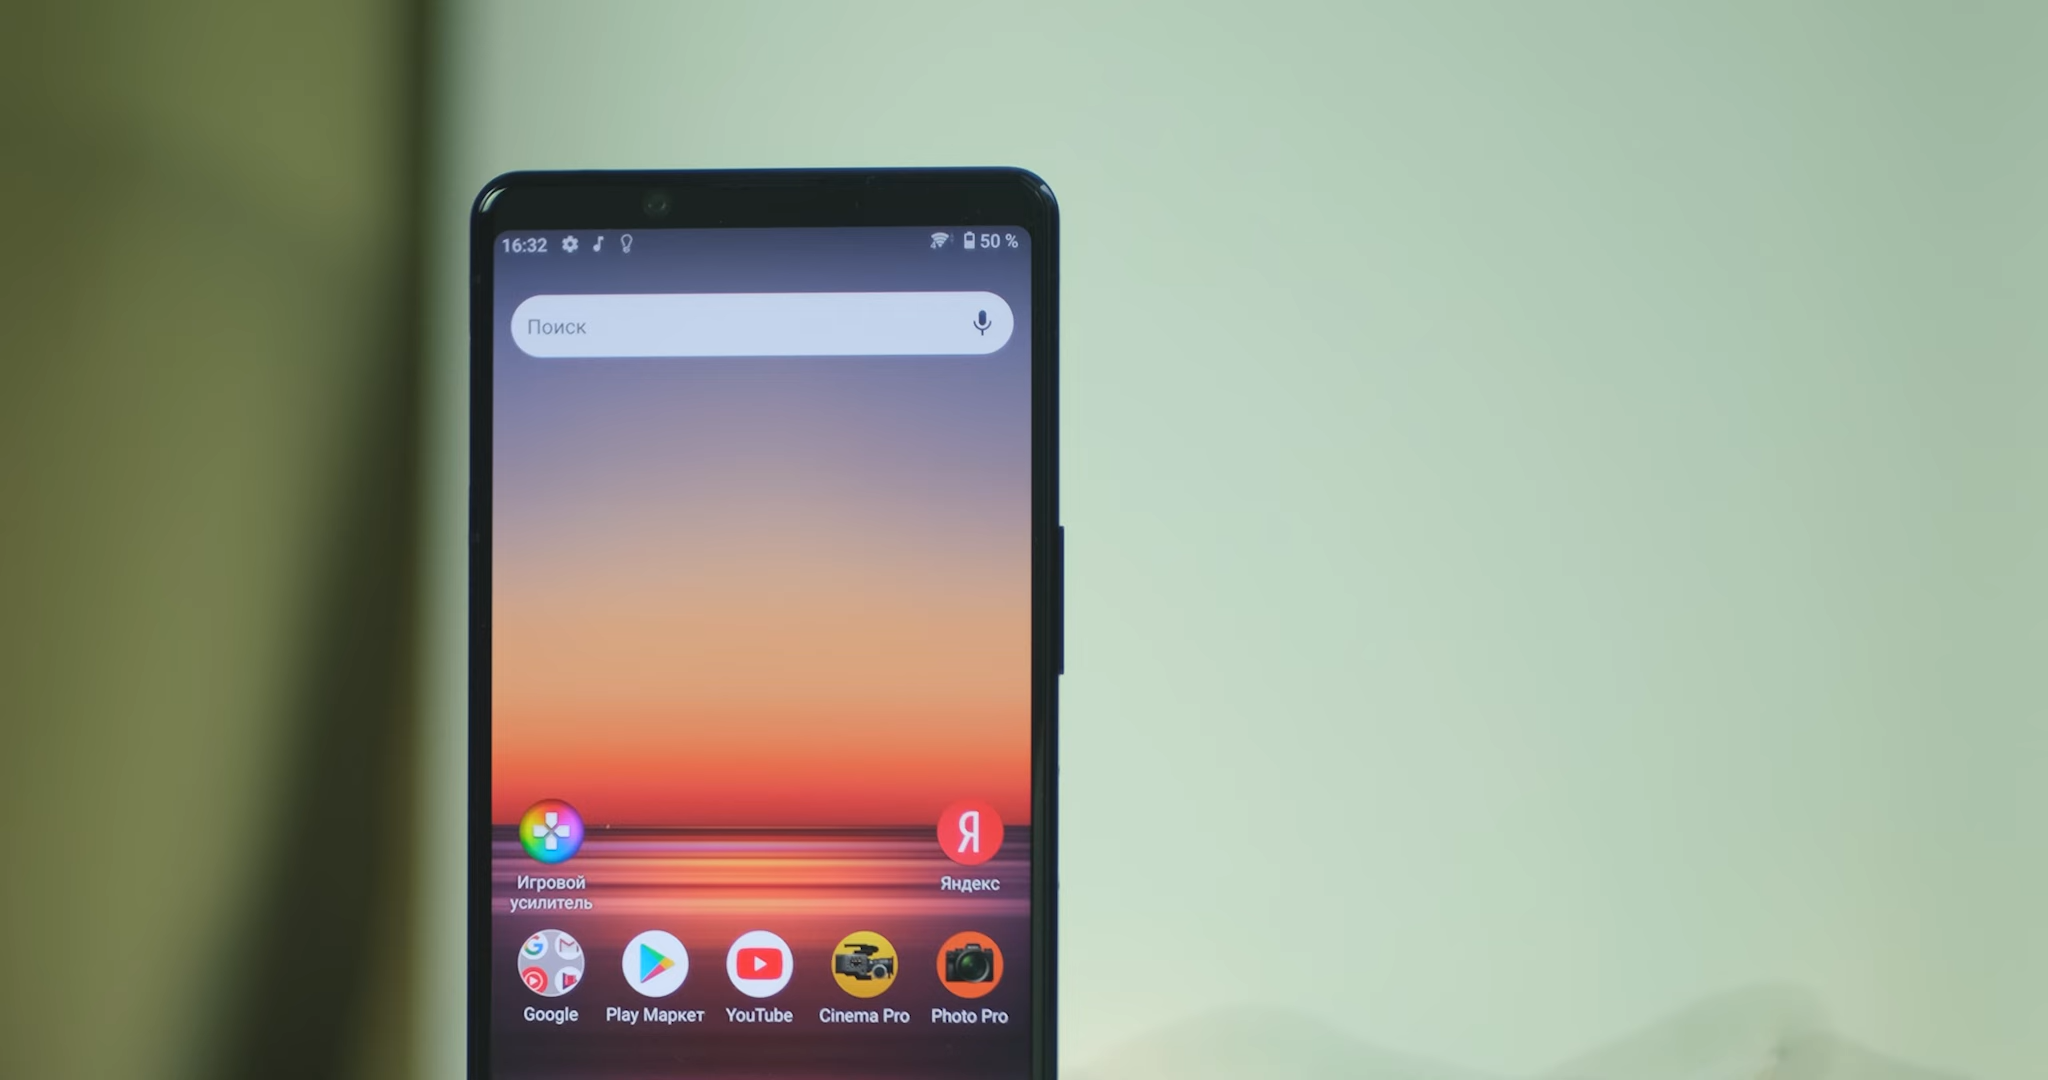 16:32
50 %
Поиск
Я
Игровой
усилитель
Яндекс
Google
Play Маркет
YouTube
Cinema Pro
Photo Pro